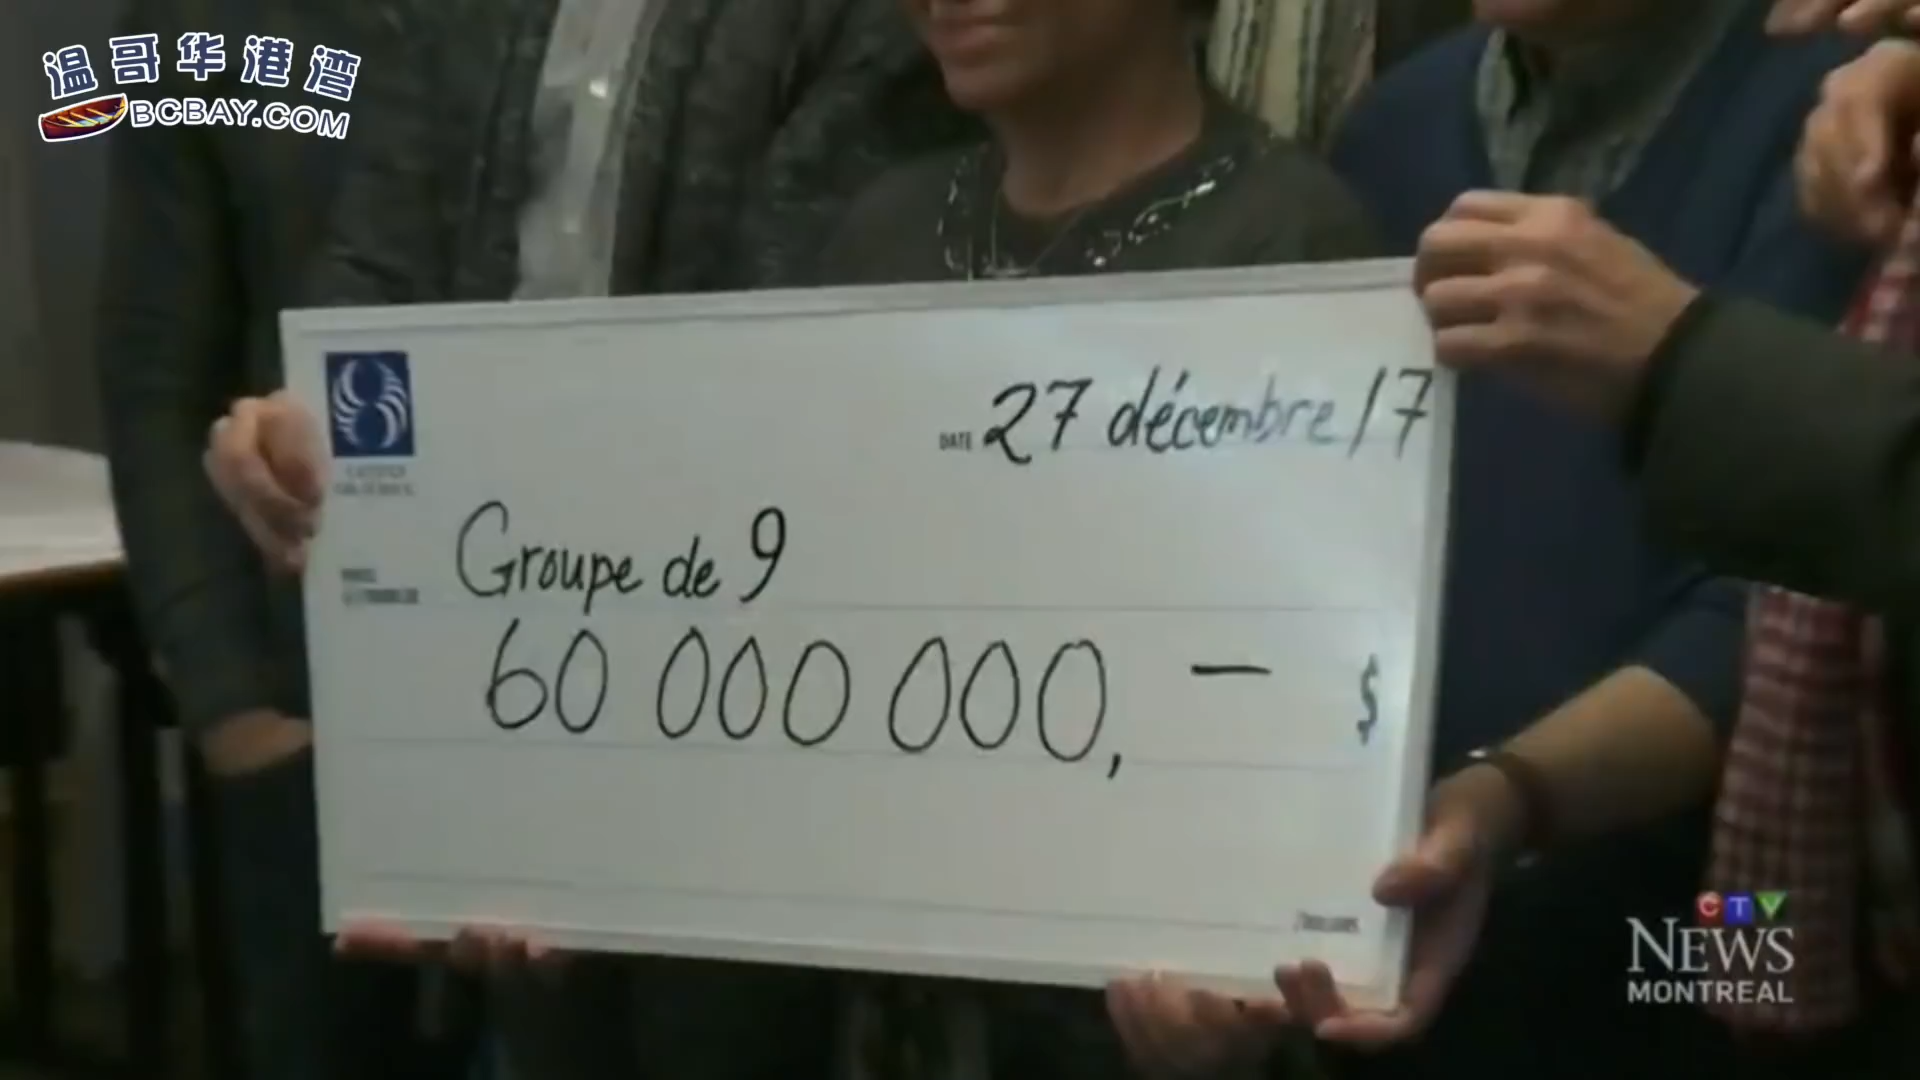 温哥华港湾
BCBAY.COM
DATE 27 décembre 17
Groupe de 9
60 000 000, — $
CTV
NEWS
MONTREAL